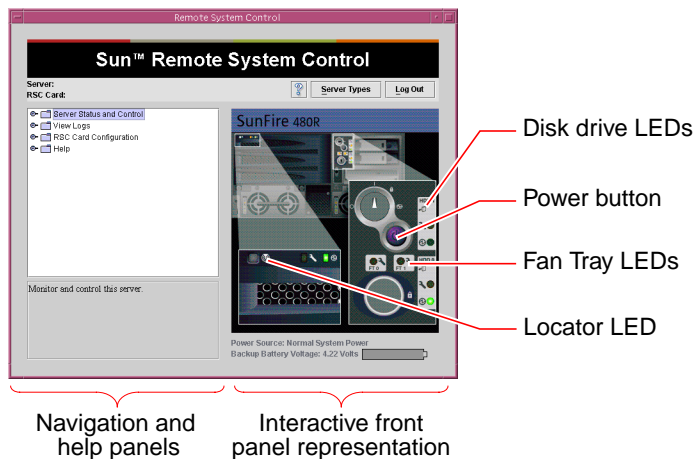 Remote System Control
Sun™ Remote System Control
Server:
RSC Card:
Server Types
Log Out
Server Status and Control
View Logs
RSC Card Configuration
Help
SunFire 480R
FT 0
FT 1
Monitor and control this server.
Power Source: Normal System Power
Backup Battery Voltage: 4.22 Volts
Disk drive LEDs
Power button
Fan Tray LEDs
Locator LED
Navigation and
help panels
Interactive front
panel representation